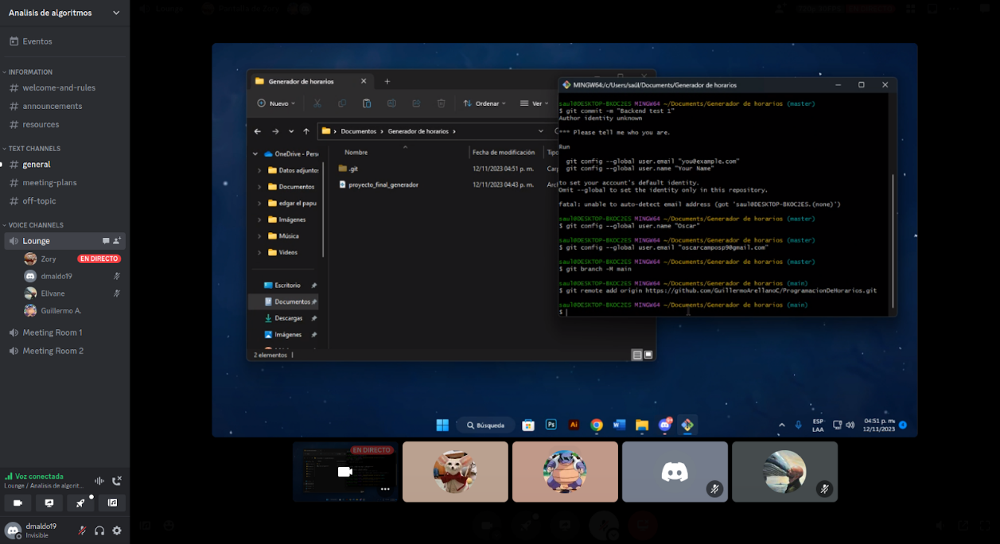 Analisis de algoritmos
Eventos
INFORMATION
# welcome-and-rules
# announcements
# resources
TEXT CHANNELS
# general
# meeting-plans
# off-topic
VOICE CHANNELS
Lounge
Zory EN DIRECTO
dmaldo19
Elivane
Guillermo A.
Meeting Room 1
Meeting Room 2
Voz conectada
Lounge / Analisis de algorit...
dmaldo19
Invisible
Generador de horarios
Nuevo
Ordenar
Ver
Documentos > Generador de horarios >
Nombre Fecha de modificación Tipo
OneDrive - Pers
Datos adjuntos
Documentos
edgar el papu
Imágenes
Música
Videos
Escritorio
Documentos
Descargas
Imágenes
.git 12/11/2023 04:51 p. m. Carp
proyecto_final_generador 12/11/2023 04:43 p. m. Arch
2 elementos
MINGW64:/c/Users/saúl/Documents/Generador de horarios
saul@DESKTOP-BKOC2ES MINGW64 ~/Documents/Generador de horarios (master)
$ git commit -m "Backend test 1"
Author identity unknown
*** Please tell me who you are.
Run
git config --global user.email "you@example.com"
git config --global user.name "Your Name"
to set your account's default identity.
Omit --global to set the identity only in this repository.
fatal: unable to auto-detect email address (got 'saul@DESKTOP-BKOC2ES.(none)')
saul@DESKTOP-BKOC2ES MINGW64 ~/Documents/Generador de horarios (master)
$ git config --global user.name "Oscar"
saul@DESKTOP-BKOC2ES MINGW64 ~/Documents/Generador de horarios (master)
$ git config --global user.email "oscarcamposp90@gmail.com"
saul@DESKTOP-BKOC2ES MINGW64 ~/Documents/Generador de horarios (master)
$ git branch -M main
saul@DESKTOP-BKOC2ES MINGW64 ~/Documents/Generador de horarios (main)
$ git remote add origin https://github.com/GuillermoArellanoC/ProgramacionDeHorarios.git
saul@DESKTOP-BKOC2ES MINGW64 ~/Documents/Generador de horarios (main)
$
Búsqueda
Ps
Ai
ESP
LAA
04:51 p. m.
12/11/2023
EN DIRECTO